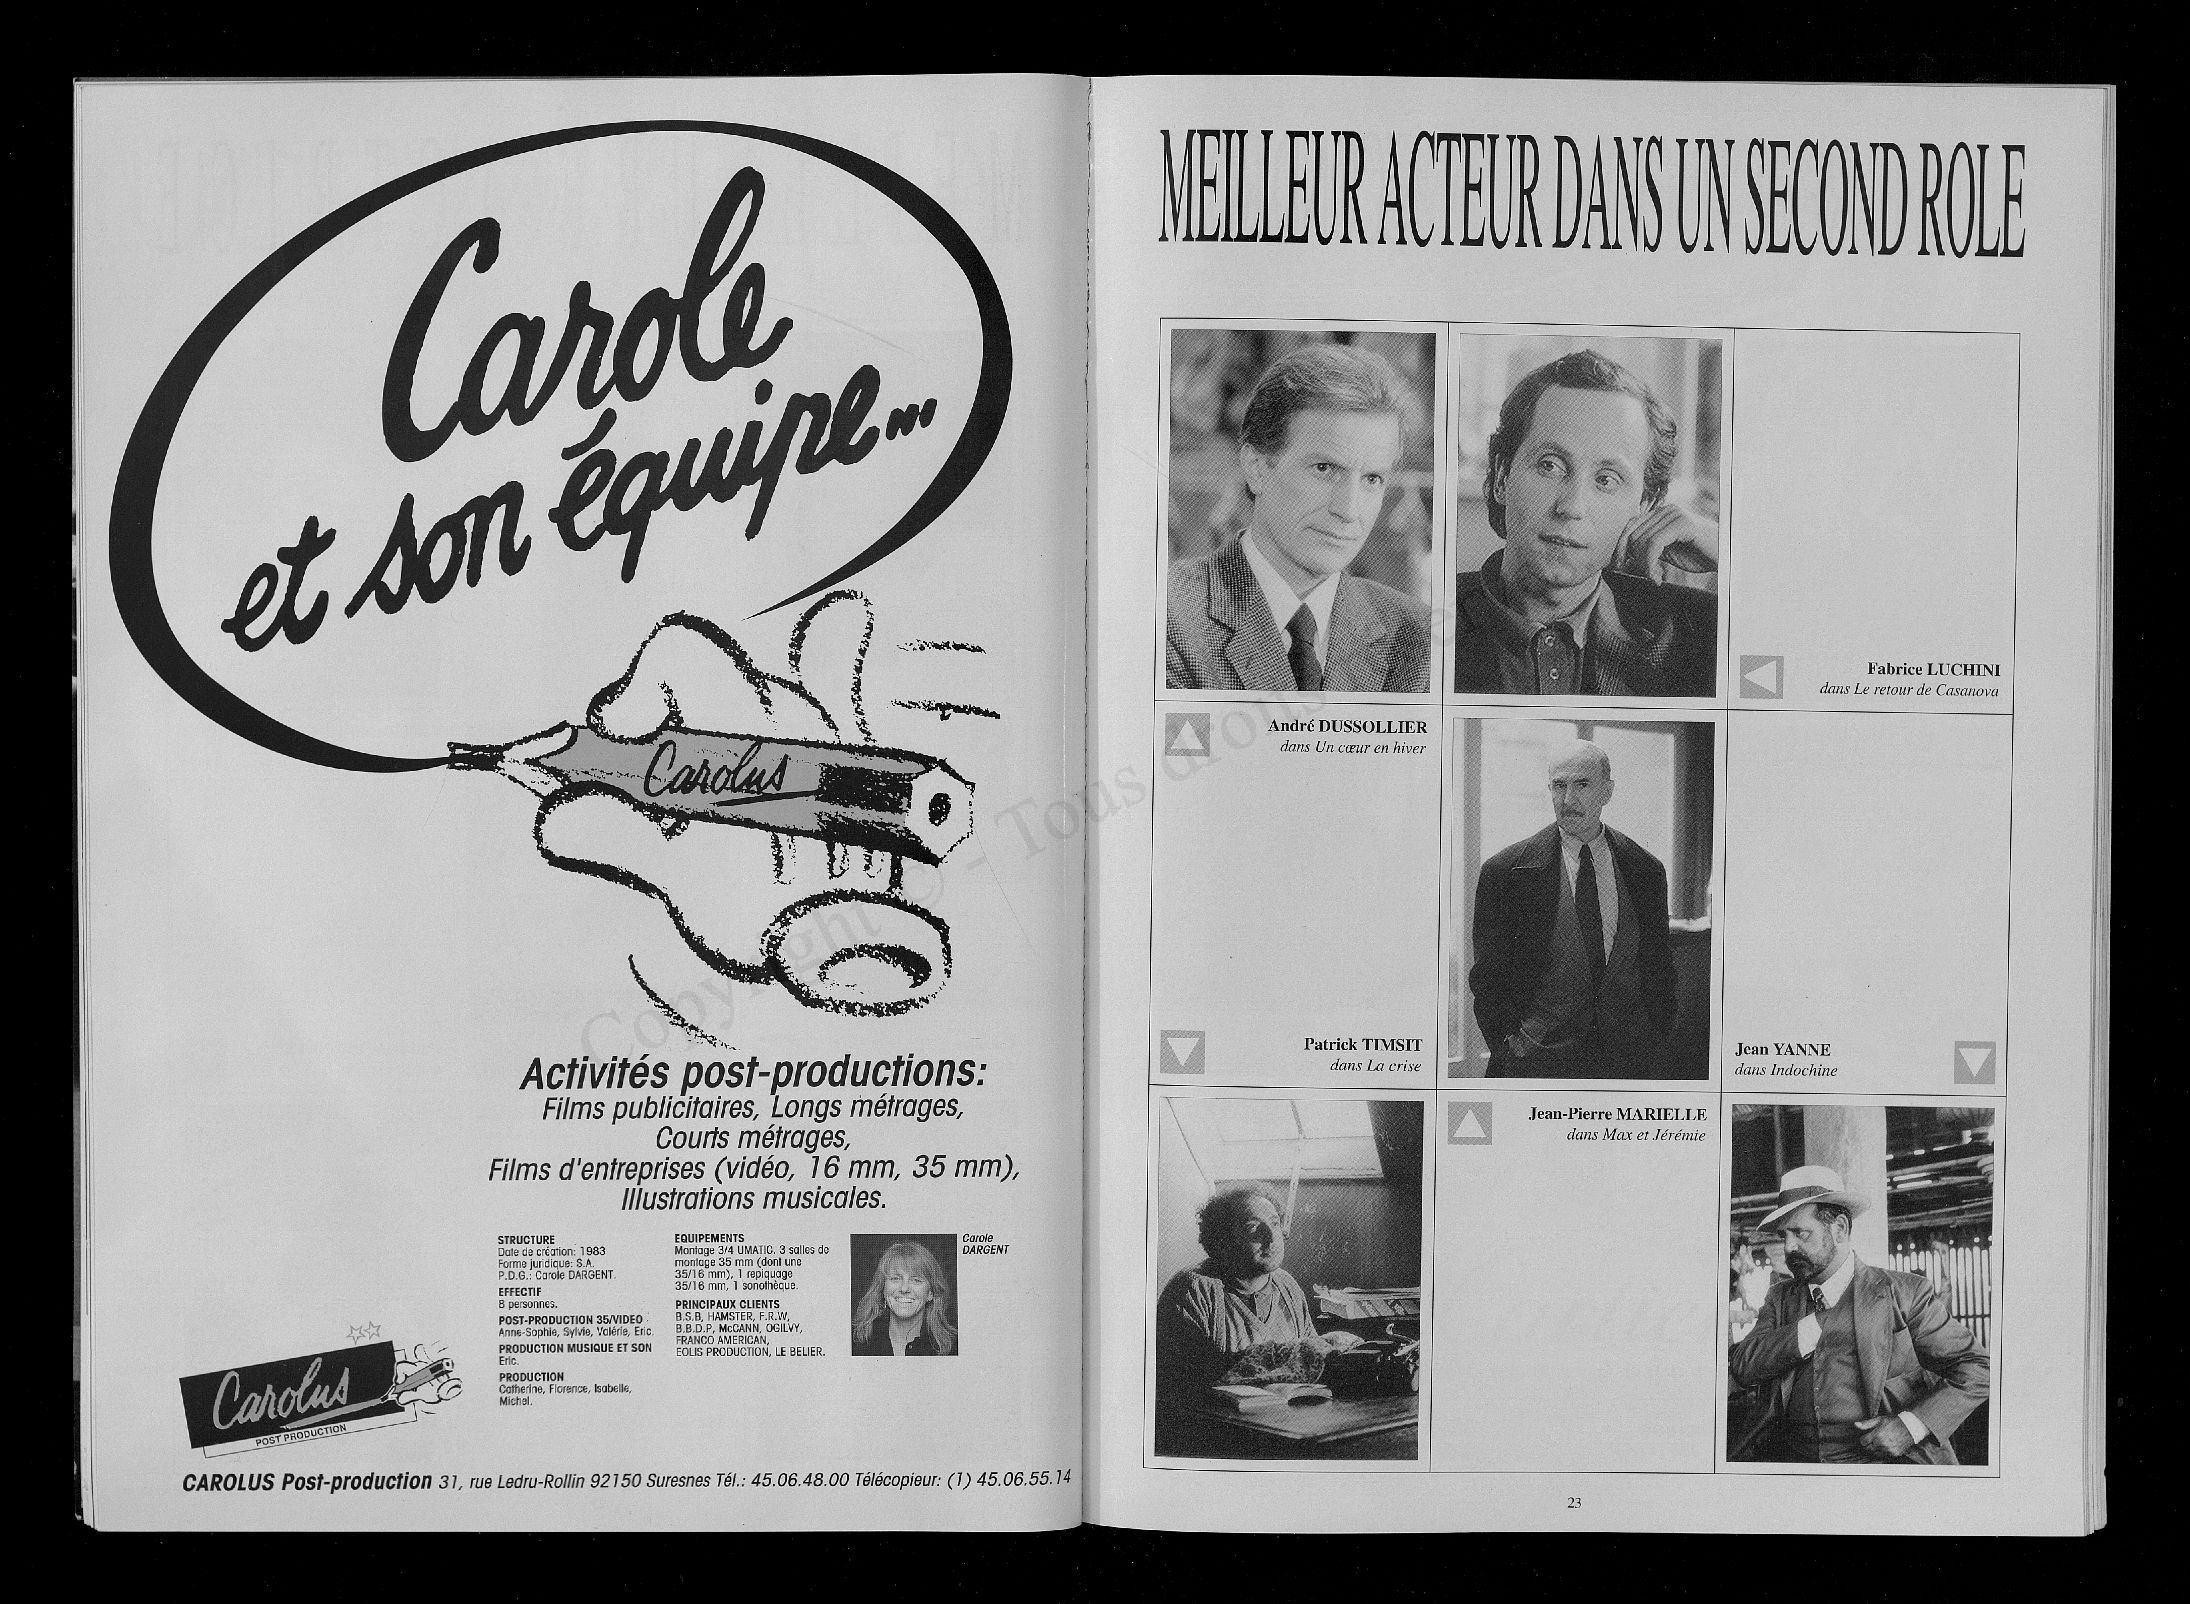 Carole
et son équipe...
Carolus
Activités post-productions:
Films publicitaires, Longs métrages,
Courts métrages,
Films d'entreprises (vidéo, 16 mm, 35 mm),
Illustrations musicales.
STRUCTURE
Date de création: 1983
Forme juridique: S.A.
P.D.G.: Carole DARGENT.
EFFECTIF
8 personnes.
POST-PRODUCTION 35/VIDEO
Anne-Sophie, Sylvie, Valérie, Eric.
PRODUCTION MUSIQUE ET SON
Eric.
PRODUCTION
Catherine, Florence, Isabelle,
Michel.
EQUIPEMENTS
Montage 3/4 UMATIC. 3 salles de
montage 35 mm (dont une
35/16 mm), 1 repiquage
35/16 mm, 1 sonothèque.
PRINCIPAUX CLIENTS
B.S.B, HAMSTER, F.R.W,
B.B.D.P, McCANN, OGILVY,
FRANCO AMERICAN,
EOLIS PRODUCTION, LE BELIER.
Carole
DARGENT
Carolus
POST PRODUCTION
CAROLUS Post-production 31, rue Ledru-Rollin 92150 Suresnes Tél.: 45.06.48.00 Télécopieur: (1) 45.06.55.14
MEILLEUR ACTEUR DANS UN SECOND ROLE
Fabrice LUCHINI
dans Le retour de Casanova
André DUSSOLLIER
dans Un cœur en hiver
Patrick TIMSIT
dans La crise
Jean YANNE
dans Indochine
Jean-Pierre MARIELLE
dans Max et Jérémie
23
Copyright © - Tous